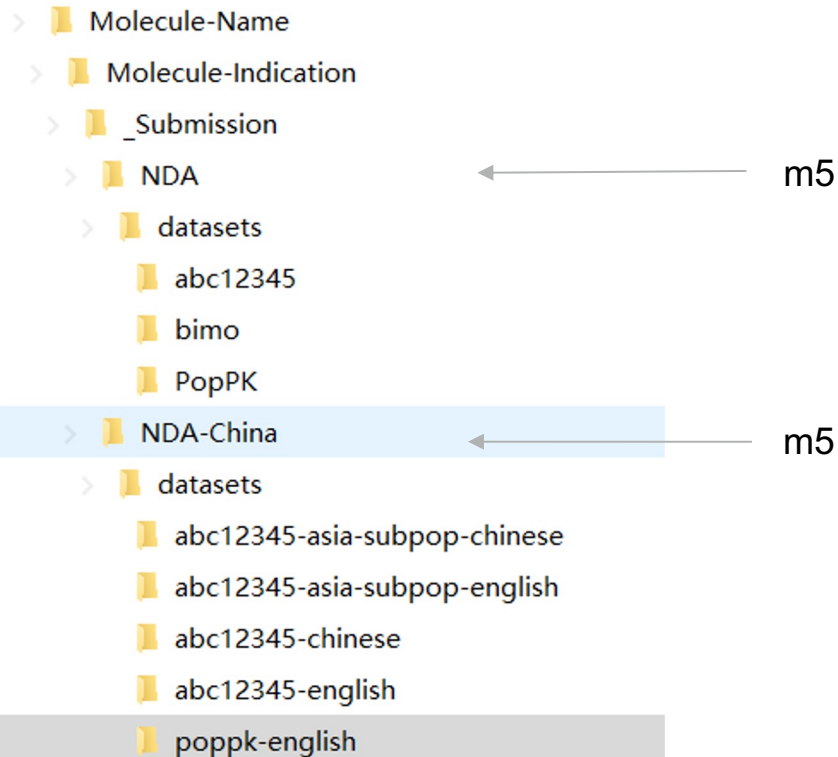 Molecule-Name
Molecule-Indication
_Submission
NDA
m5
datasets
abc12345
bimo
PopPK
NDA-China
m5
datasets
abc12345-asia-subpop-chinese
abc12345-asia-subpop-english
abc12345-chinese
abc12345-english
poppk-english